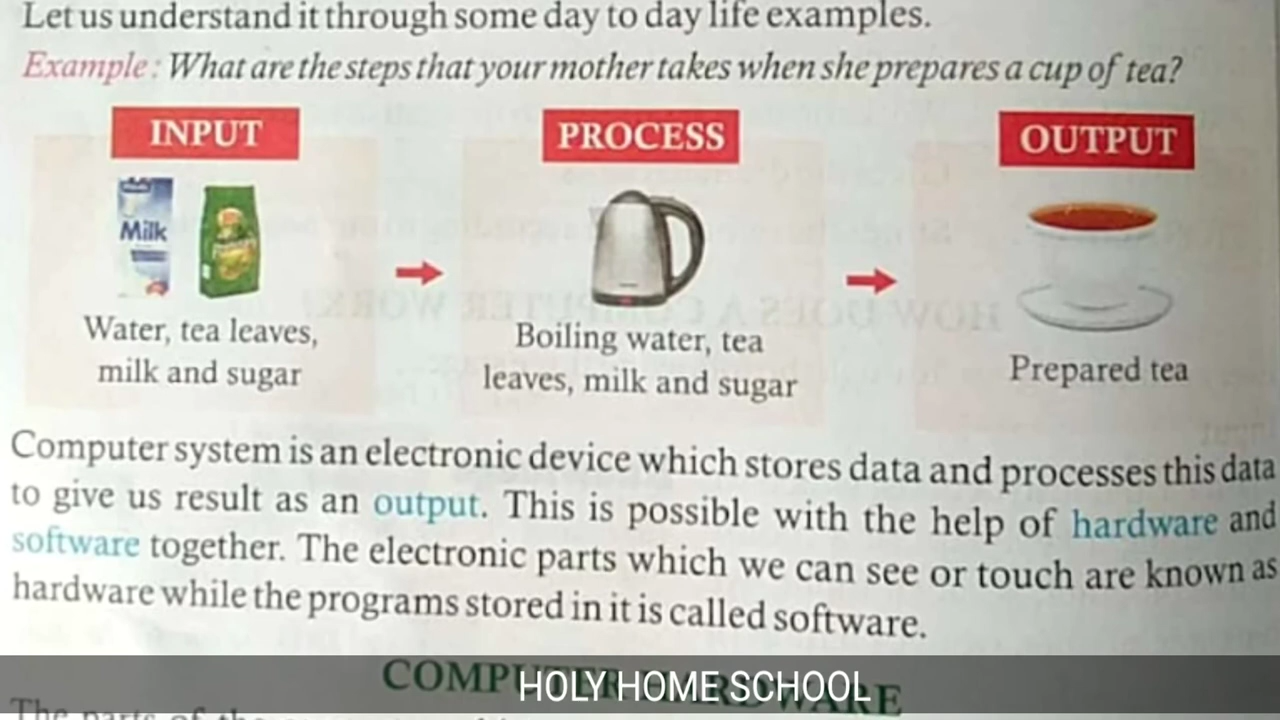 Let us understand it through some day to day life examples.
Example : What are the steps that your mother takes when she prepares a cup of tea?
INPUT
PROCESS
OUTPUT
Milk
Water, tea leaves,
milk and sugar
Boiling water, tea
leaves, milk and sugar
Prepared tea
Computer system is an electronic device which stores data and processes this data
to give us result as an output. This is possible with the help of hardware and
software together. The electronic parts which we can see or touch are known as
hardware while the programs stored in it is called software.
COMPUTER HARDWARE
HOLY HOME SCHOOL
The parts of the